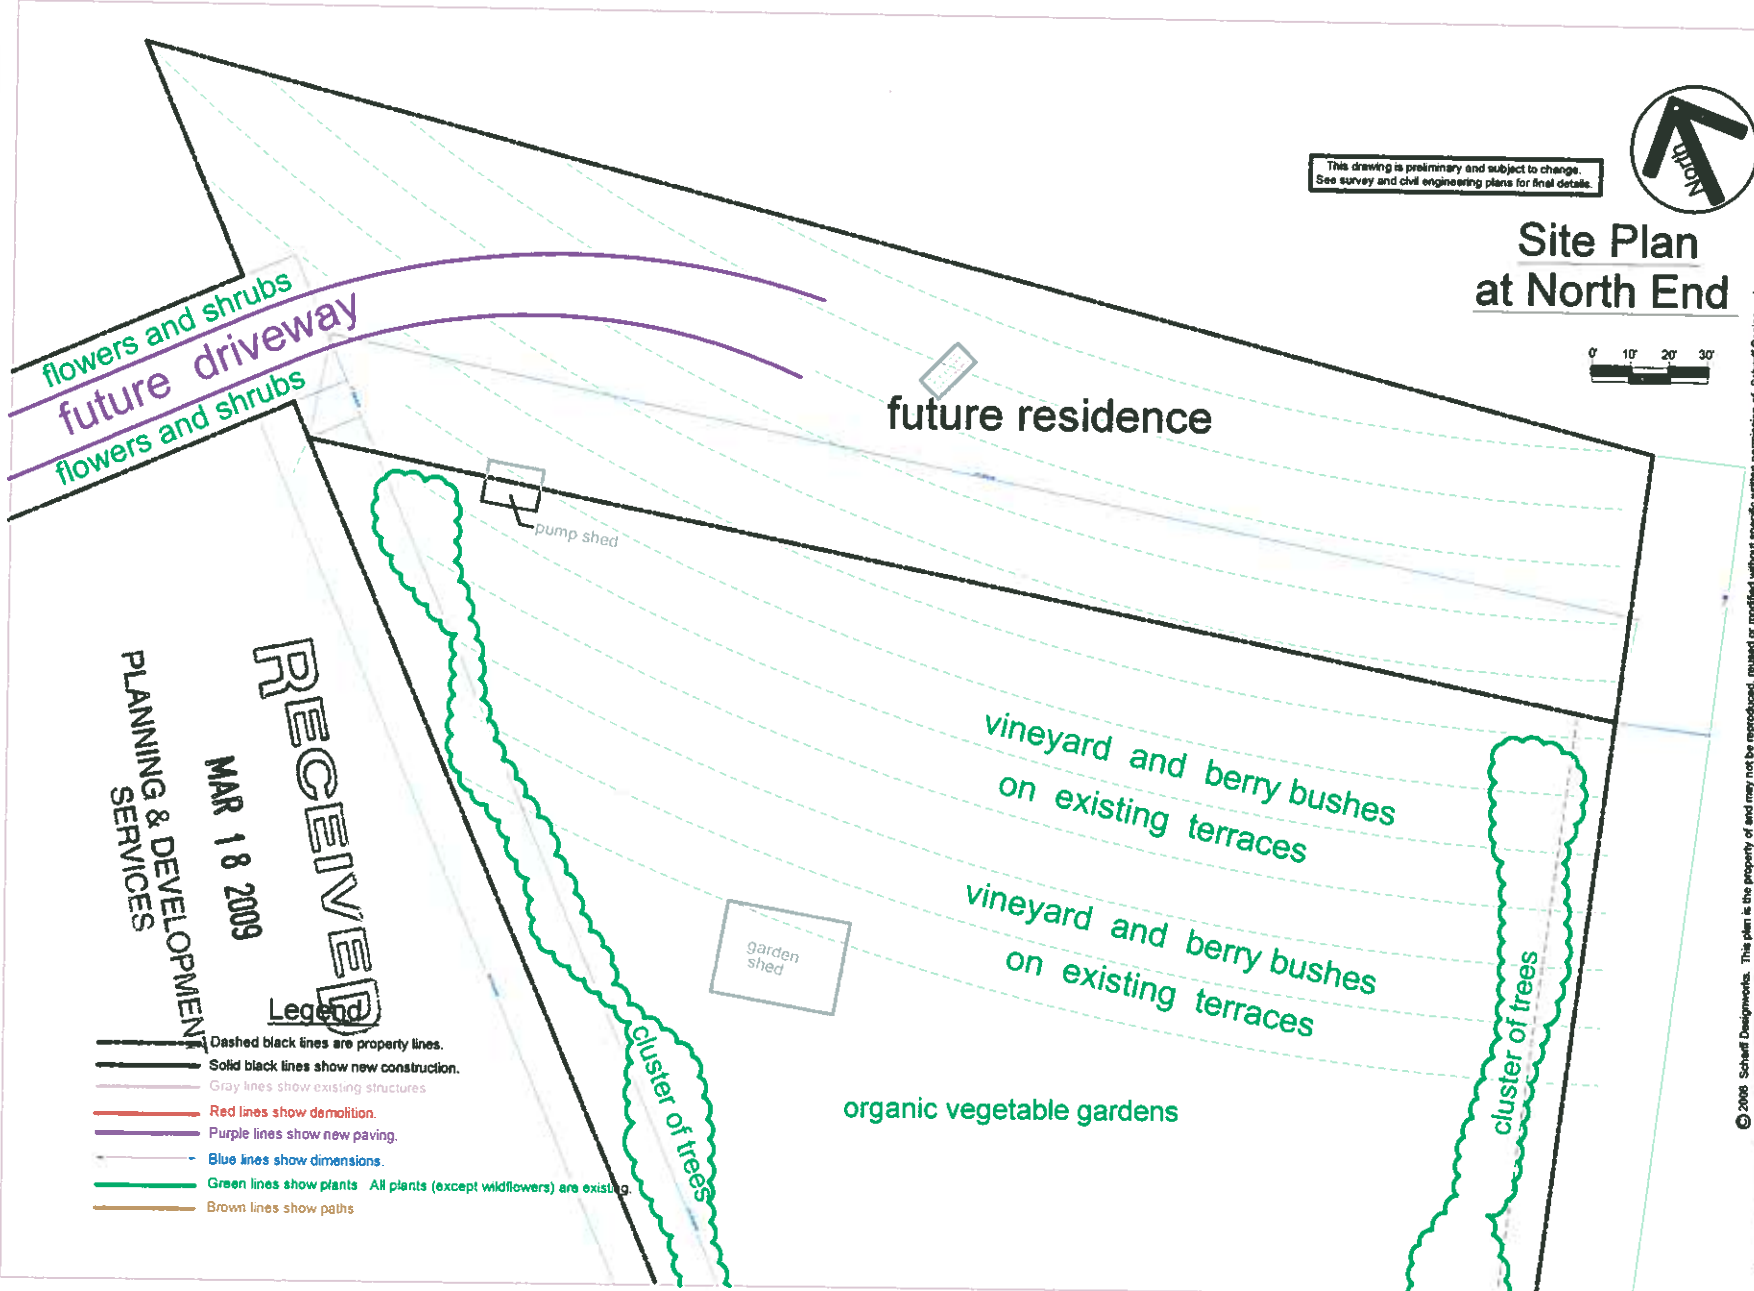 This drawing is preliminary and subject to change.
See survey and civil engineering plans for final details.
North
Site Plan
at North End
0' 10' 20' 30'
flowers and shrubs
future driveway
flowers and shrubs
future residence
pump shed
vineyard and berry bushes
on existing terraces
vineyard and berry bushes
on existing terraces
garden
shed
organic vegetable gardens
cluster of trees
cluster of trees
RECEIVED
MAR 18 2009
PLANNING & DEVELOPMENT
SERVICES
Legend
Dashed black lines are property lines.
Solid black lines show new construction.
Gray lines show existing structures
Red lines show demolition.
Purple lines show new paving.
Blue lines show dimensions.
Green lines show plants All plants (except wildflowers) are existing.
Brown lines show paths
© 2008 Scherff Designworks. This plan is the property of and may not be reproduced, reused or modified without specific written permission of